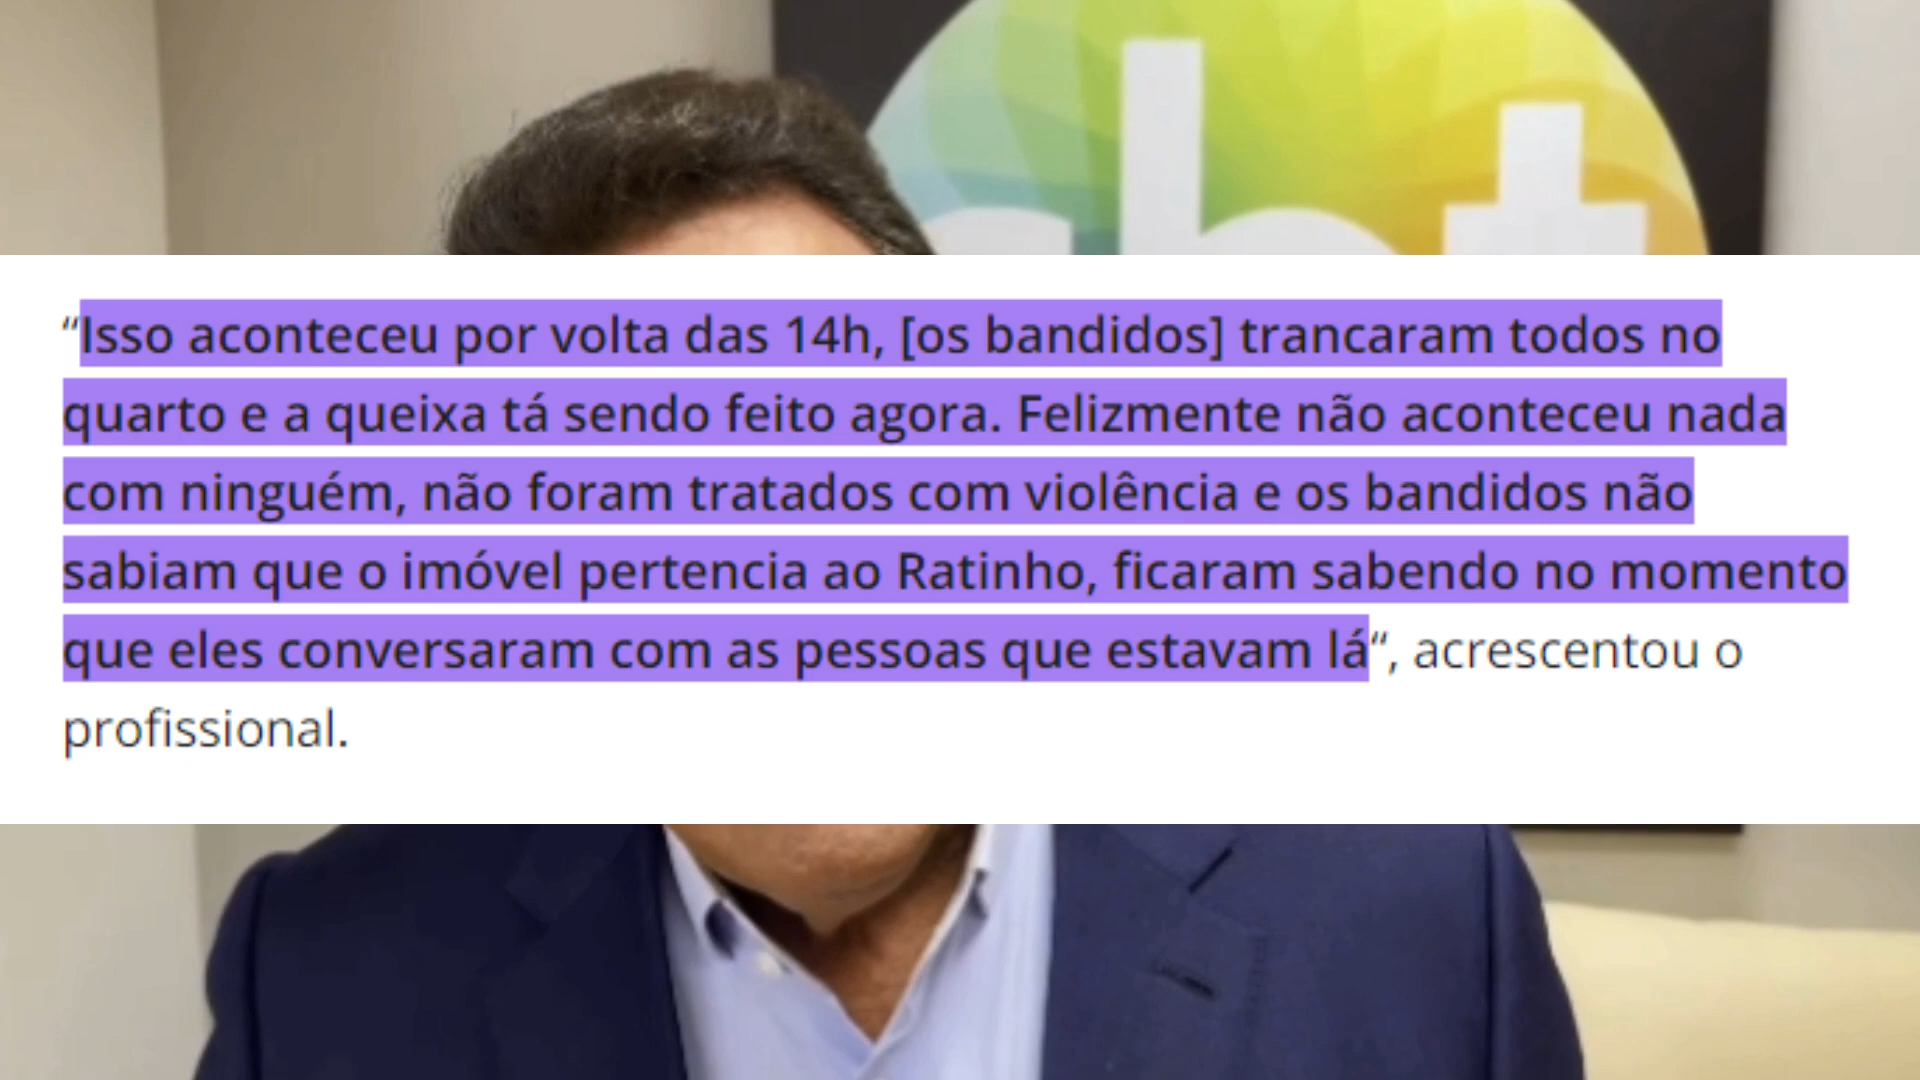 sbt
“Isso aconteceu por volta das 14h, [os bandidos] trancaram todos no
quarto e a queixa tá sendo feito agora. Felizmente não aconteceu nada
com ninguém, não foram tratados com violência e os bandidos não
sabiam que o imóvel pertencia ao Ratinho, ficaram sabendo no momento
que eles conversaram com as pessoas que estavam lá“, acrescentou o
profissional.